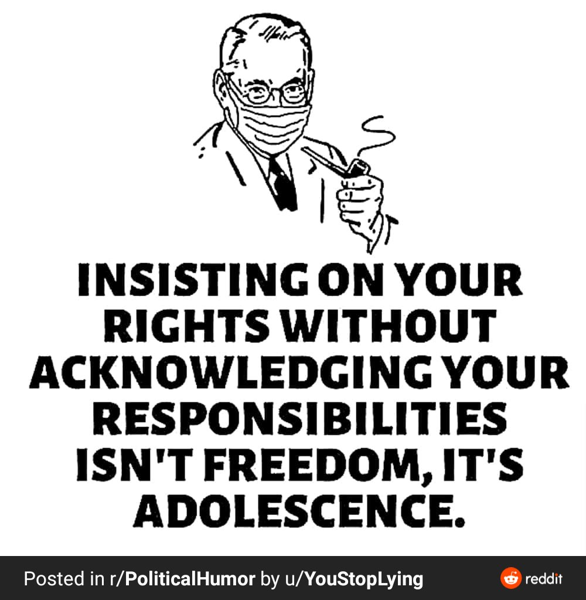 INSISTING ON YOUR
RIGHTS WITHOUT
ACKNOWLEDGING YOUR
RESPONSIBILITIES
ISN'T FREEDOM, IT'S
ADOLESCENCE.
Posted in r/PoliticalHumor by u/YouStopLying reddit